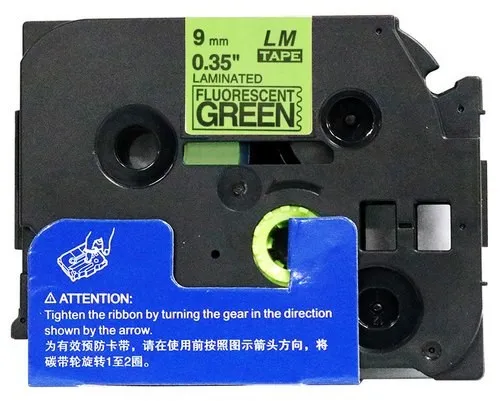 9 mm LM
0.35" TAPE
LAMINATED
FLUORESCENT
GREEN
⚠ ATTENTION:
Tighten the ribbon by turning the gear in the direction
shown by the arrow.
为有效预防卡带，请在使用前按照图示箭头方向，将
碳带轮旋转1至2圈。